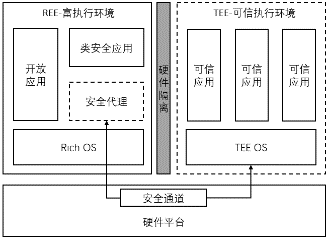 REE-富执行环境
TEE-可信执行环境
开放
应用
类安全应用
安全代理
Rich OS
硬
件
隔
离
可信
应用
可信
应用
可信
应用
TEE OS
安全通道
硬件平台